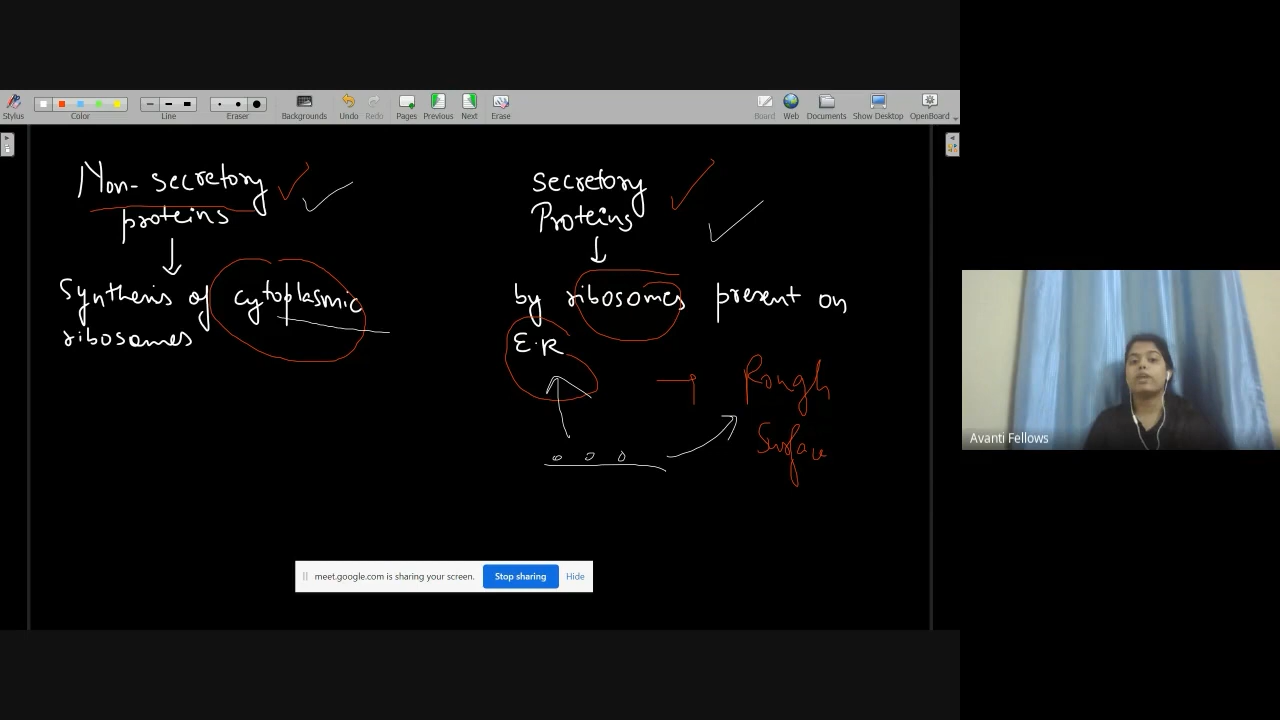 Stylus
Color
Line
Eraser
Backgrounds
Undo
Redo
Pages
Previous
Next
Erase
Board
Web
Documents
Show Desktop
OpenBoard
Non-secretory
proteins
Synthesis of cytoplasmic
ribosomes
Secretory
Proteins
by ribosomes present on
E.R
Rough
Surface
meet.google.com is sharing your screen.
Stop sharing
Hide
Avanti Fellows